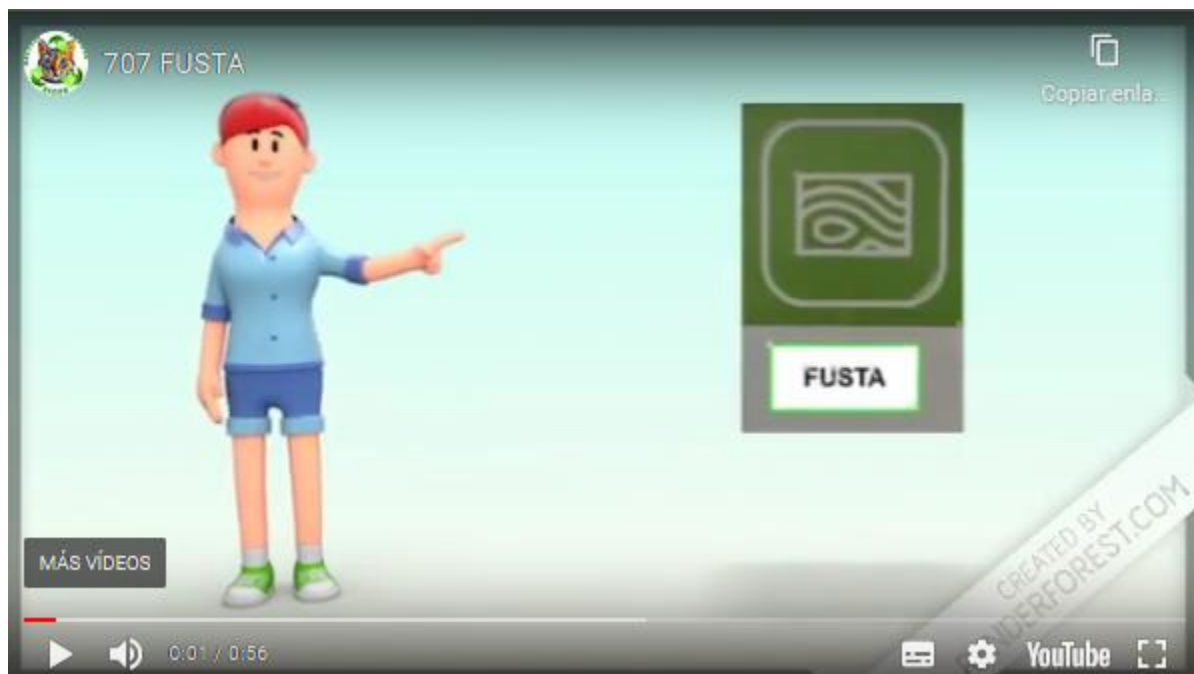 707 FUSTA
Copiar enla...
FUSTA
MÁS VÍDEOS
CREATED BY
RENDERFOREST.COM
0:01 / 0:56
YouTube